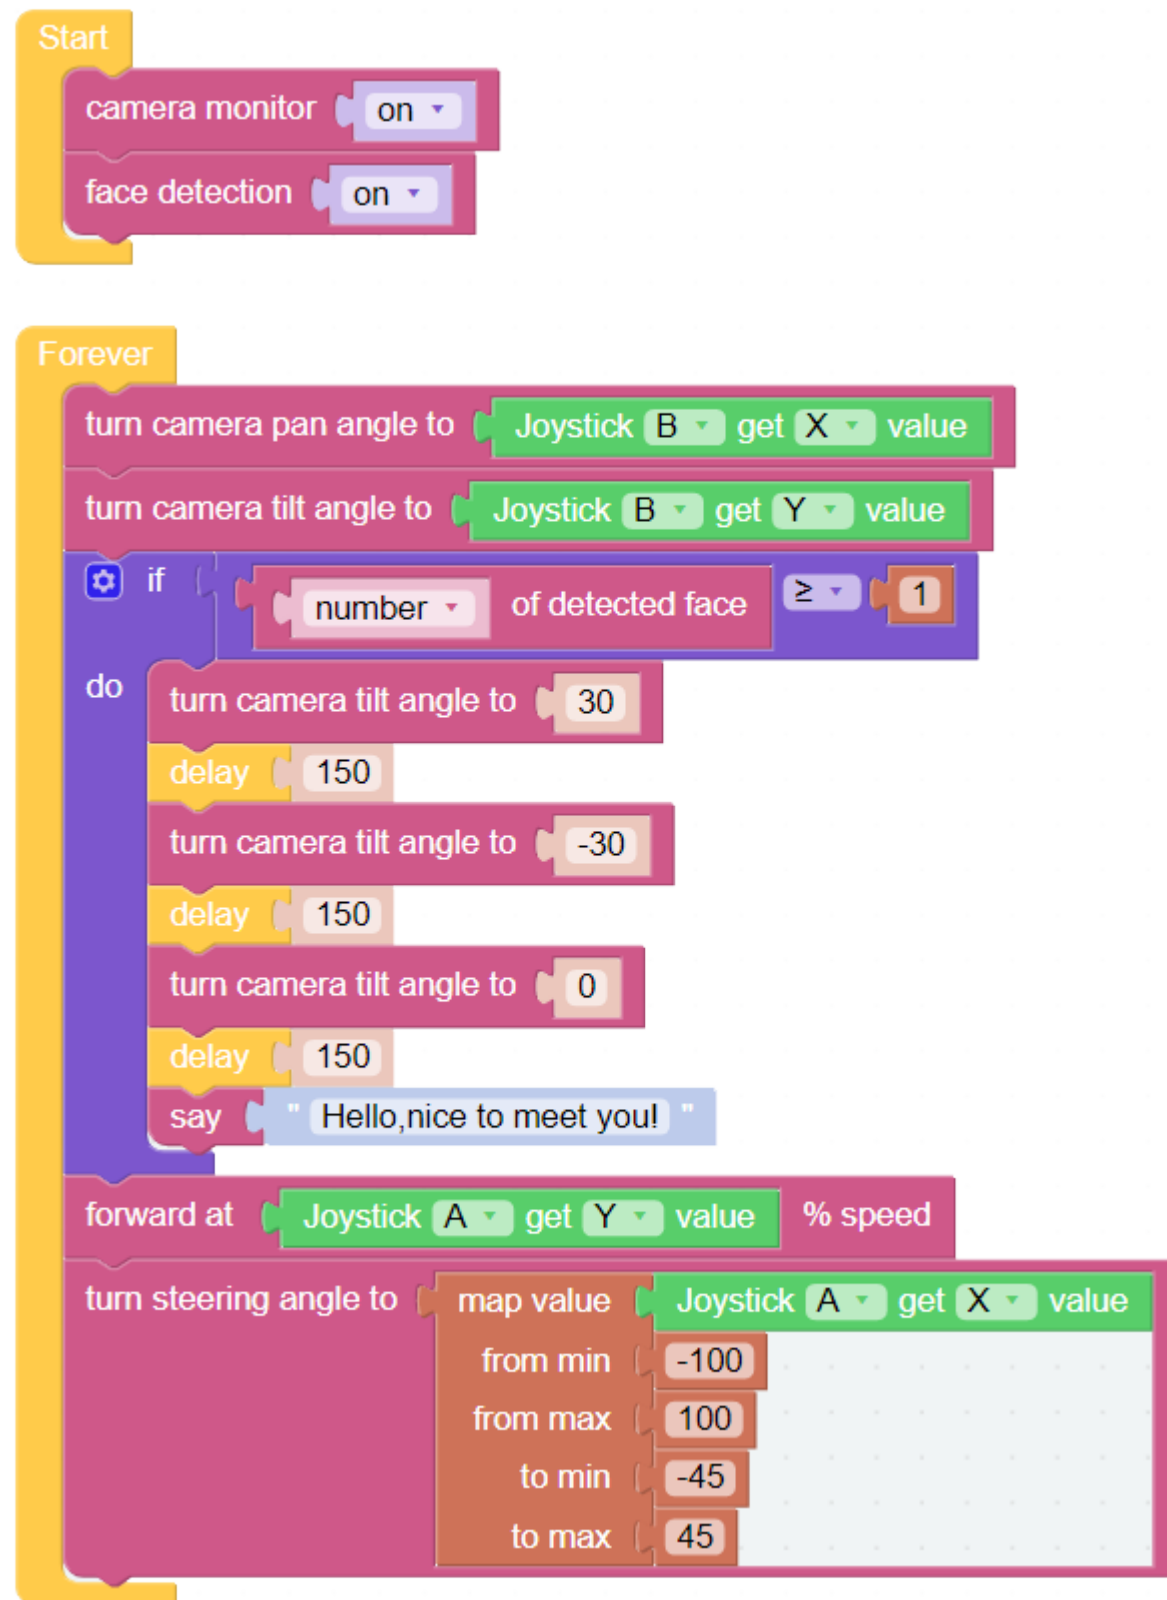 Start
camera monitor on
face detection on
Forever
turn camera pan angle to Joystick B get X value
turn camera tilt angle to Joystick B get Y value
if number of detected face ≥ 1
do turn camera tilt angle to 30
delay 150
turn camera tilt angle to -30
delay 150
turn camera tilt angle to 0
delay 150
say " Hello,nice to meet you! "
forward at Joystick A get Y value % speed
turn steering angle to map value Joystick A get X value
from min -100
from max 100
to min -45
to max 45